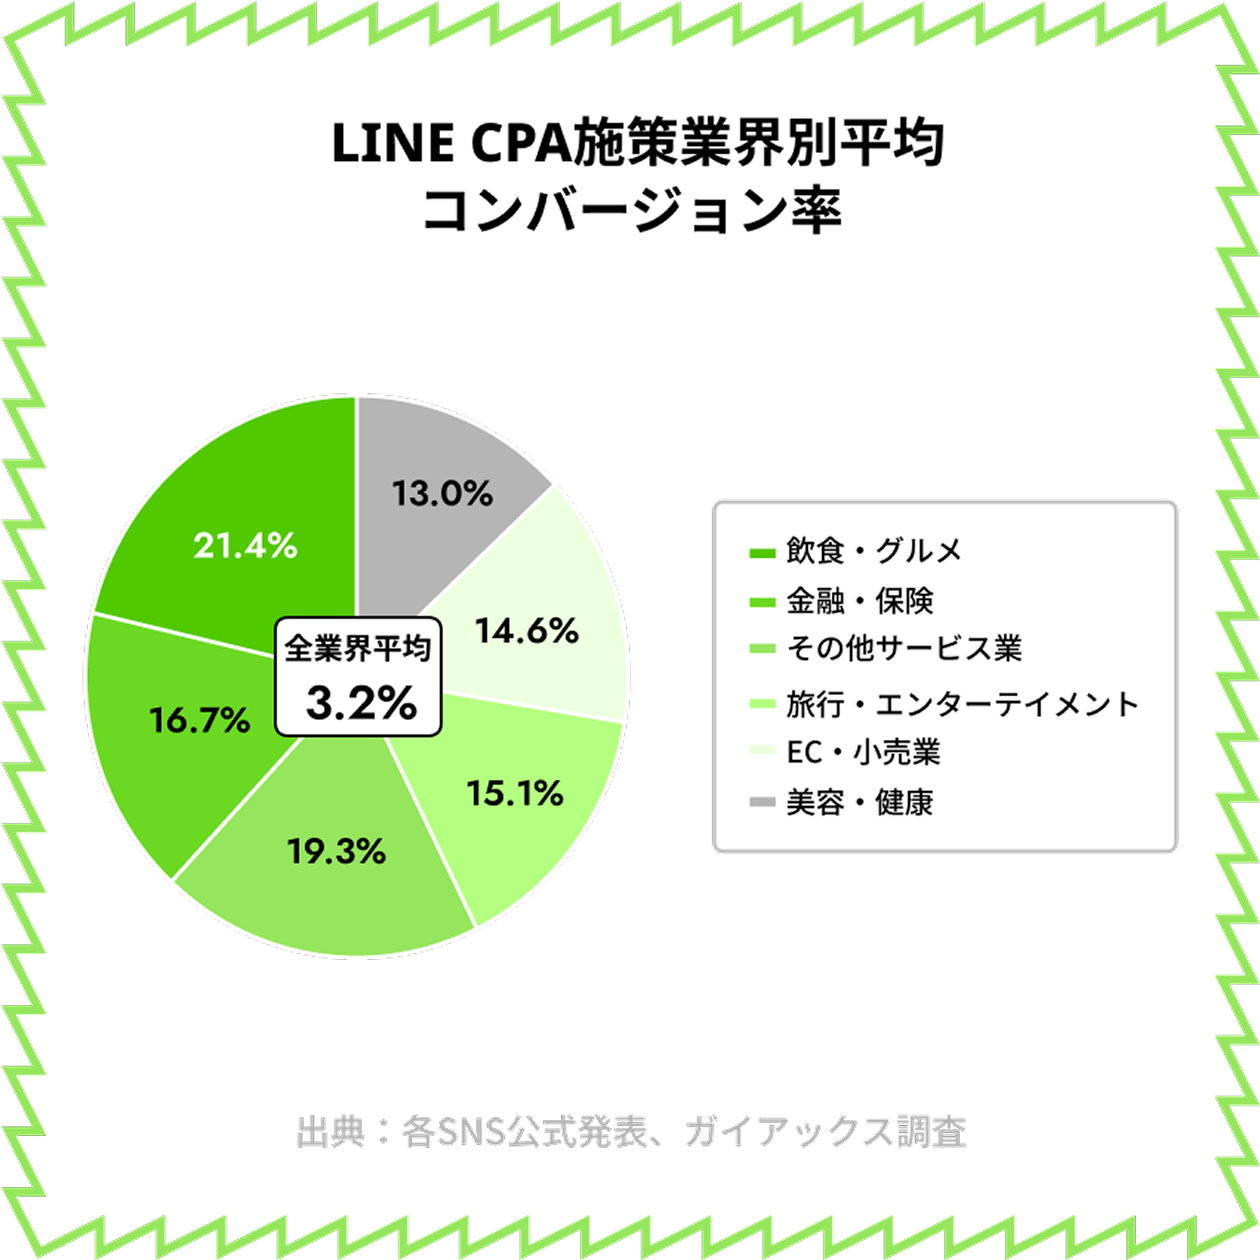 LINE CPA施策業界別平均
コンバージョン率
13.0%
21.4%
14.6%
全業界平均
3.2%
16.7%
15.1%
19.3%
飲食・グルメ
金融・保険
その他サービス業
旅行・エンターテイメント
EC・小売業
美容・健康
出典：各SNS公式発表、ガイアックス調査